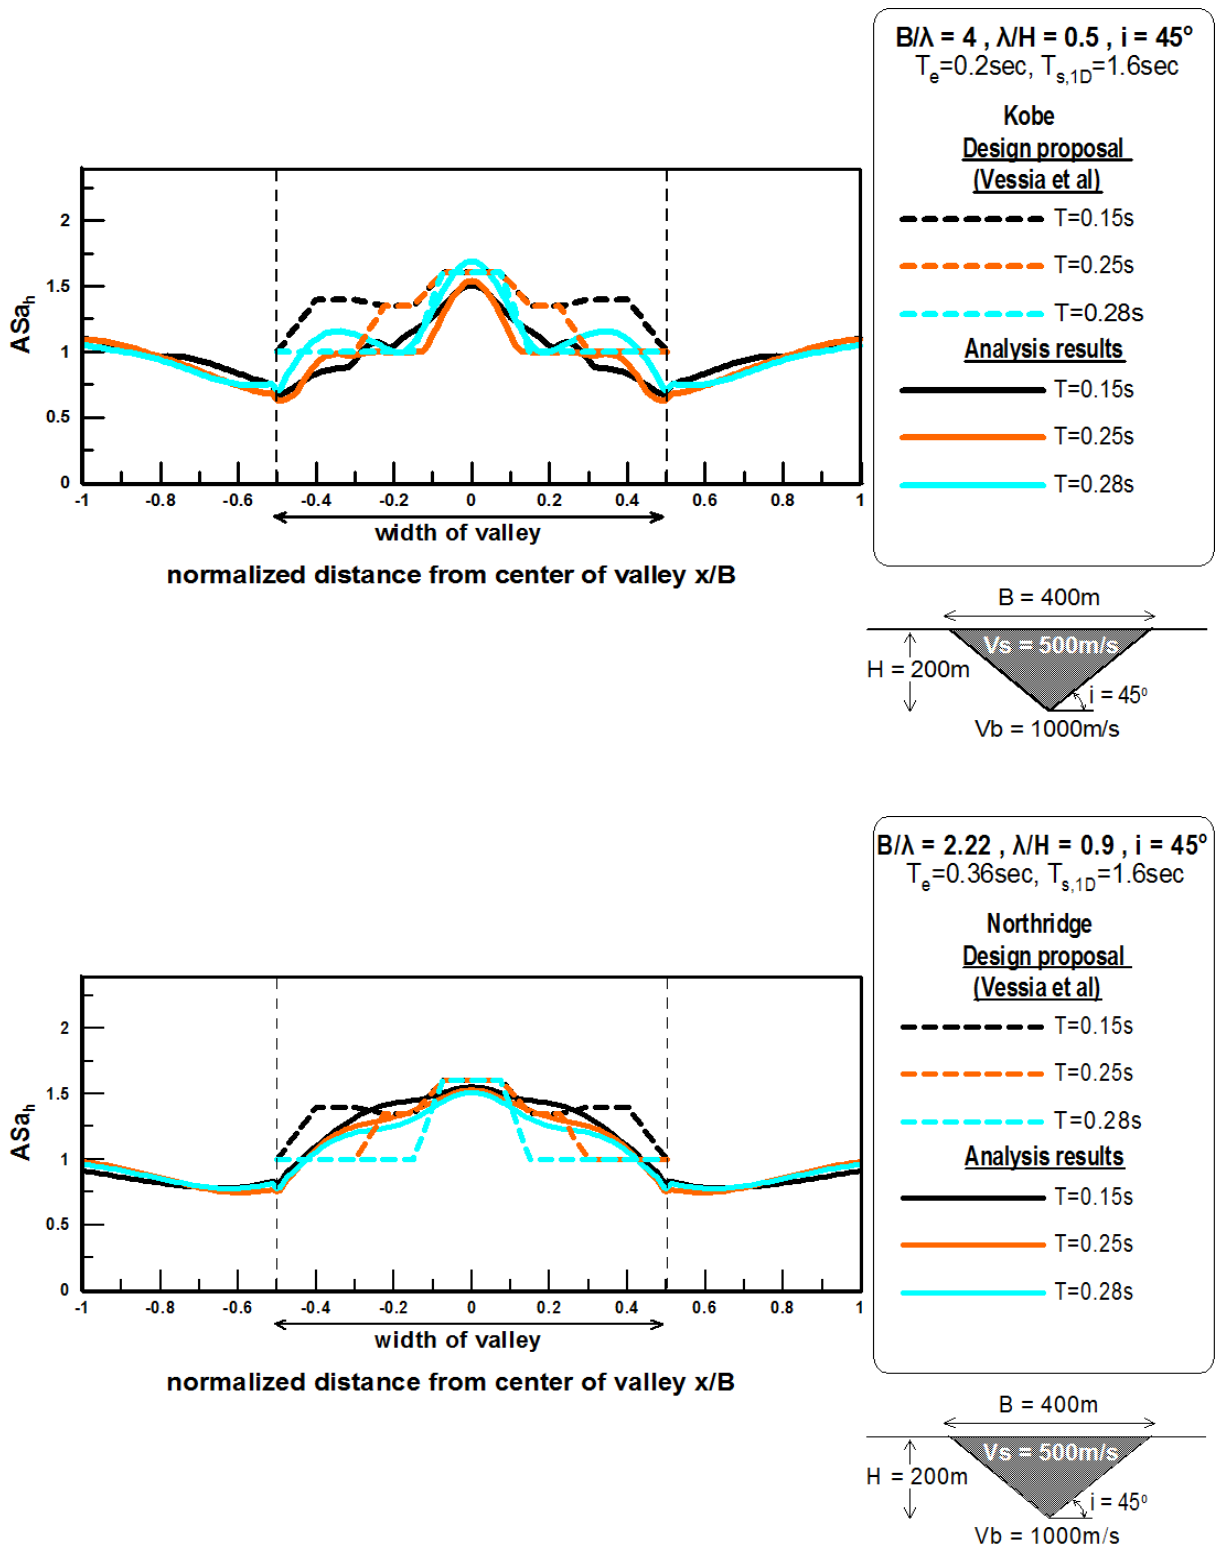 B/λ = 4 , λ/H = 0.5 , i = 45°
Te=0.2sec, Ts,1D=1.6sec
Kobe
Design proposal
(Vessia et al)
T=0.15s
T=0.25s
T=0.28s
Analysis results
T=0.15s
T=0.25s
T=0.28s
ASah
2
1.5
1
0.5
0
-1 -0.8 -0.6 -0.4 -0.2 0 0.2 0.4 0.6 0.8 1
width of valley
normalized distance from center of valley x/B
B = 400m
Vs = 500m/s
H = 200m
i = 45°
Vb = 1000m/s
B/λ = 2.22 , λ/H = 0.9 , i = 45°
Te=0.36sec, Ts,1D=1.6sec
Northridge
Design proposal
(Vessia et al)
T=0.15s
T=0.25s
T=0.28s
Analysis results
T=0.15s
T=0.25s
T=0.28s
ASah
2
1.5
1
0.5
0
-1 -0.8 -0.6 -0.4 -0.2 0 0.2 0.4 0.6 0.8 1
width of valley
normalized distance from center of valley x/B
B = 400m
Vs = 500m/s
H = 200m
i = 45°
Vb = 1000m/s